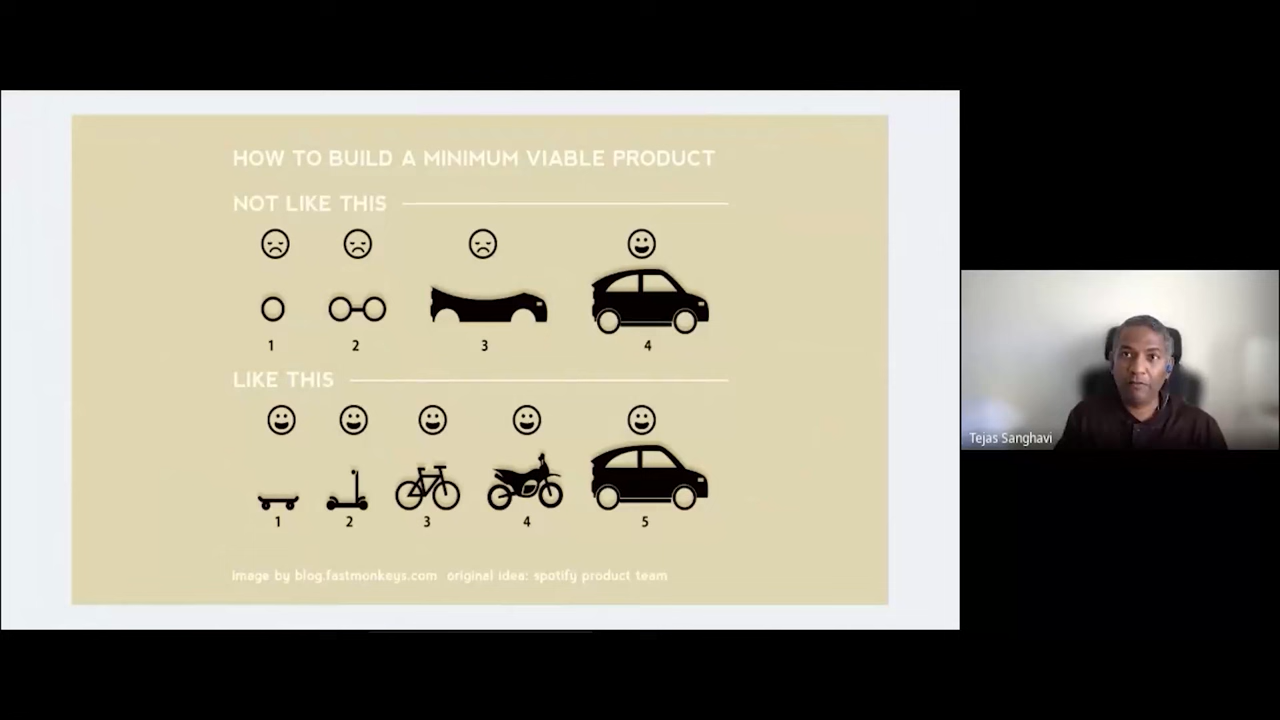 HOW TO BUILD A MINIMUM VIABLE PRODUCT
NOT LIKE THIS
1 2 3 4
LIKE THIS
1 2 3 4 5
image by blog.fastmonkeys.com original idea: spotify product team
Tejas Sanghavi